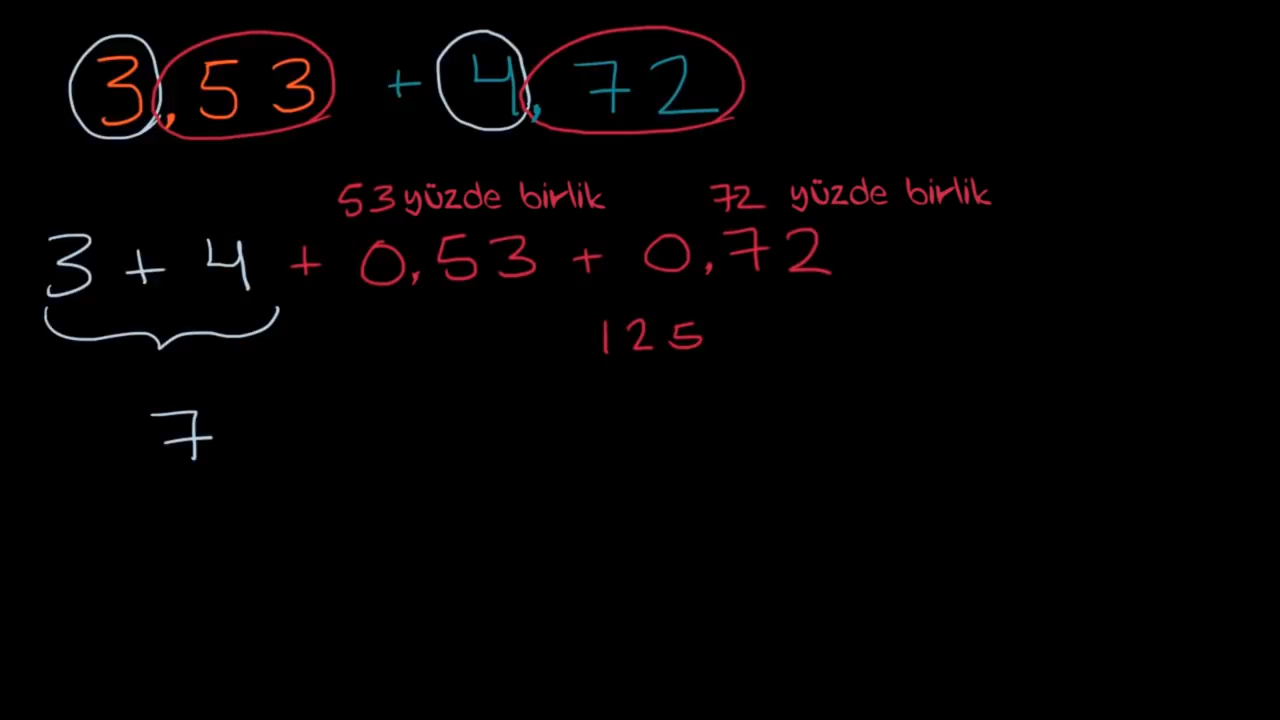 3,53 + 4,72
53 yüzde birlik 72 yüzde birlik
3 + 4 + 0,53 + 0,72
125
7